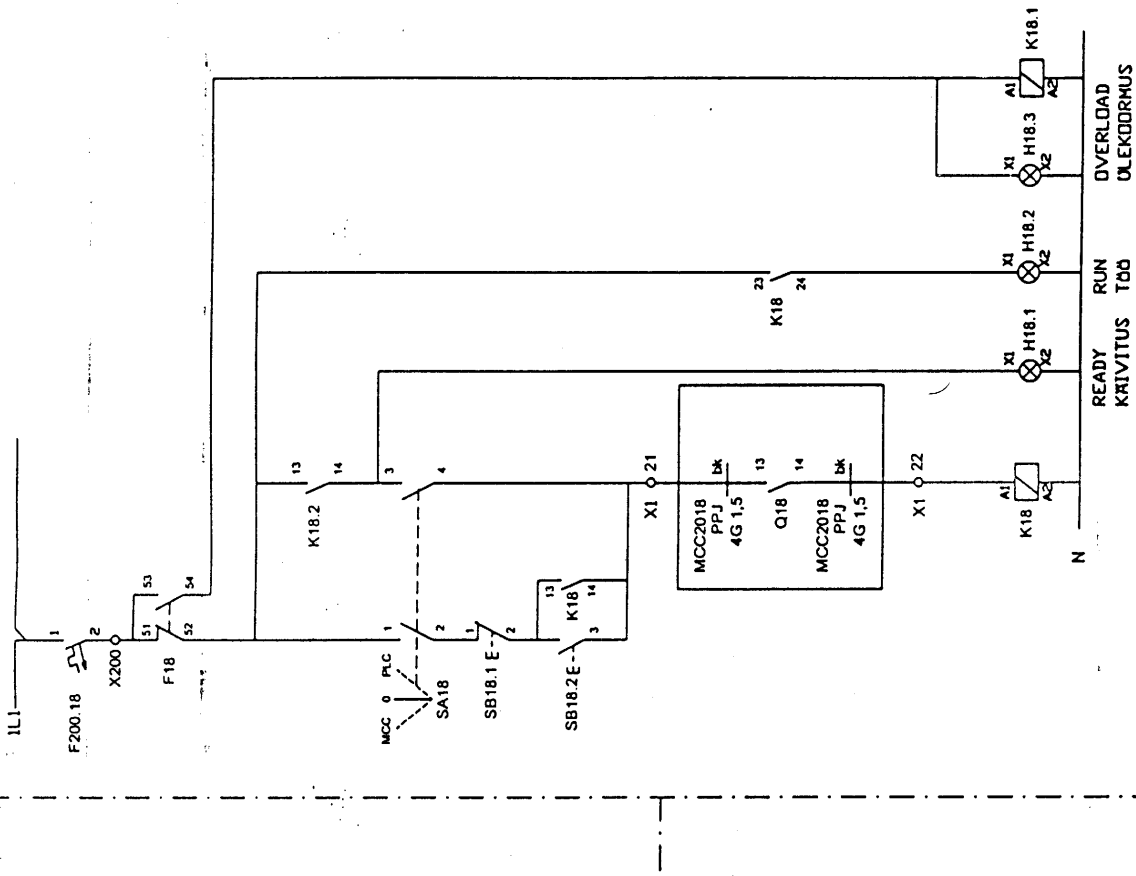 1L1
1
F200.18
2
X200
51
53
F18
52
54
MCC 0 PLC
SA18
1
2
3
4
K18.2
13
14
SB18.1 E
1
2
SB18.2 E
3
13
K18
14
X1
21
MCC2018
PPJ
4G 1,5
bk
13
Q18
14
MCC2018
PPJ
4G 1,5
bk
X1
22
A1
K18
A2
N
23
K18
24
X1
H18.1
X2
X1
H18.2
X2
X1
H18.3
X2
A1
K18.1
A2
READY
KÄIVITUS
RUN
TÖÖ
OVERLOAD
ÜLEKOORMUS